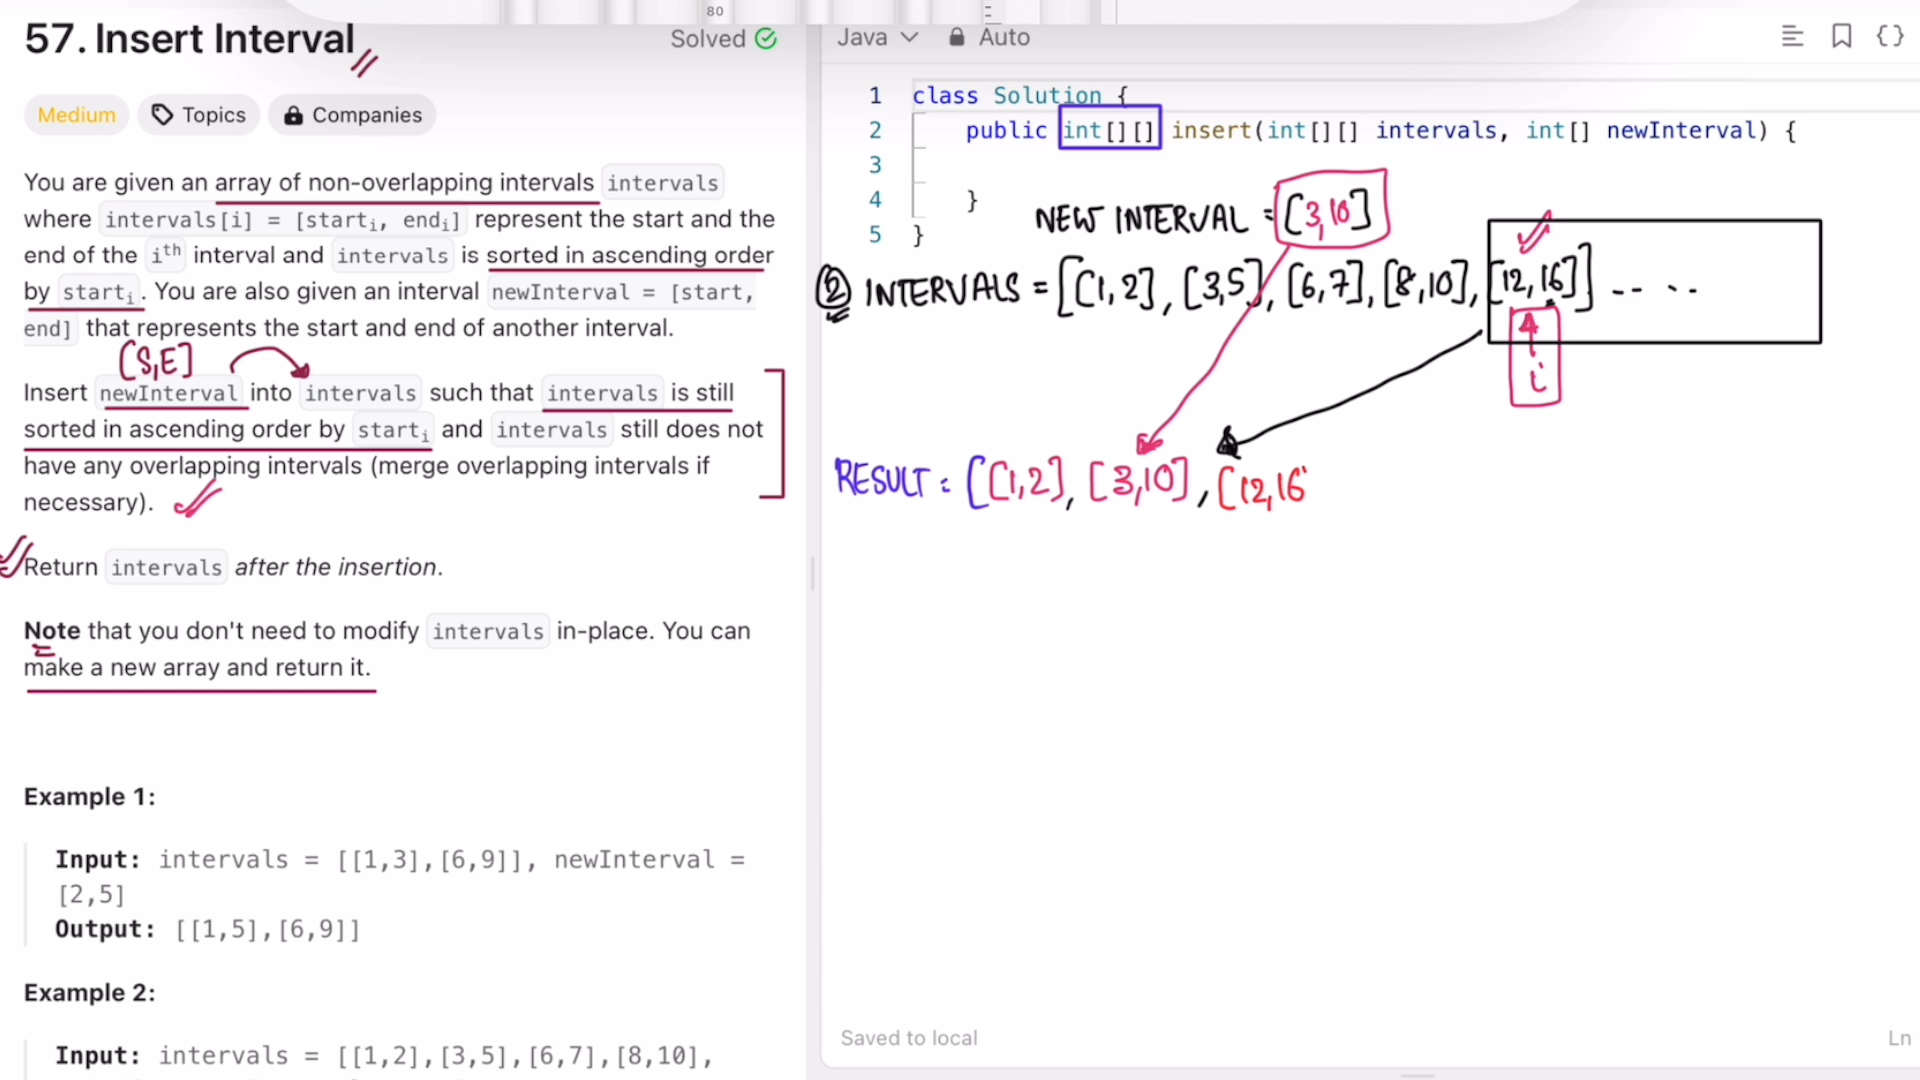 80
57. Insert Interval
Solved
Medium
Topics
Companies
You are given an array of non-overlapping intervals intervals
where intervals[i] = [starti, endi] represent the start and the
end of the ith interval and intervals is sorted in ascending order
by starti. You are also given an interval newInterval = [start,
end] that represents the start and end of another interval.
[S,E]
Insert newInterval into intervals such that intervals is still
sorted in ascending order by starti and intervals still does not
have any overlapping intervals (merge overlapping intervals if
necessary).
Return intervals after the insertion.
Note that you don't need to modify intervals in-place. You can
make a new array and return it.
Example 1:
Input: intervals = [[1,3],[6,9]], newInterval =
[2,5]
Output: [[1,5],[6,9]]
Example 2:
Input: intervals = [[1,2],[3,5],[6,7],[8,10],
Java
Auto
1 class Solution {
2 public int[][] insert(int[][] intervals, int[] newInterval) {
3
4 }
5 }
NEW INTERVAL = [3,10]
2 INTERVALS = [[1,2], [3,5], [6,7], [8,10], [12,16]] -- ..
i
RESULT = [[1,2], [3,10], [12,16
Saved to local
Ln